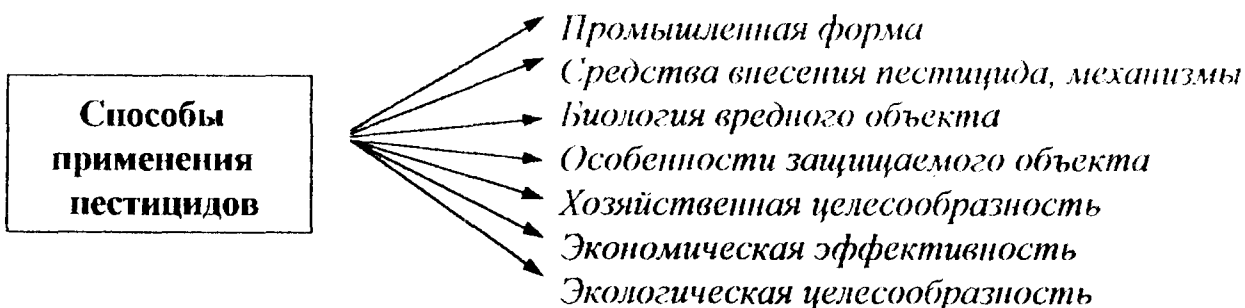 Способы
применения
пестицидов
Промышленная форма
Средства внесения пестицида, механизмы
Биология вредного объекта
Особенности защищаемого объекта
Хозяйственная целесообразность
Экономическая эффективность
Экологическая целесообразность